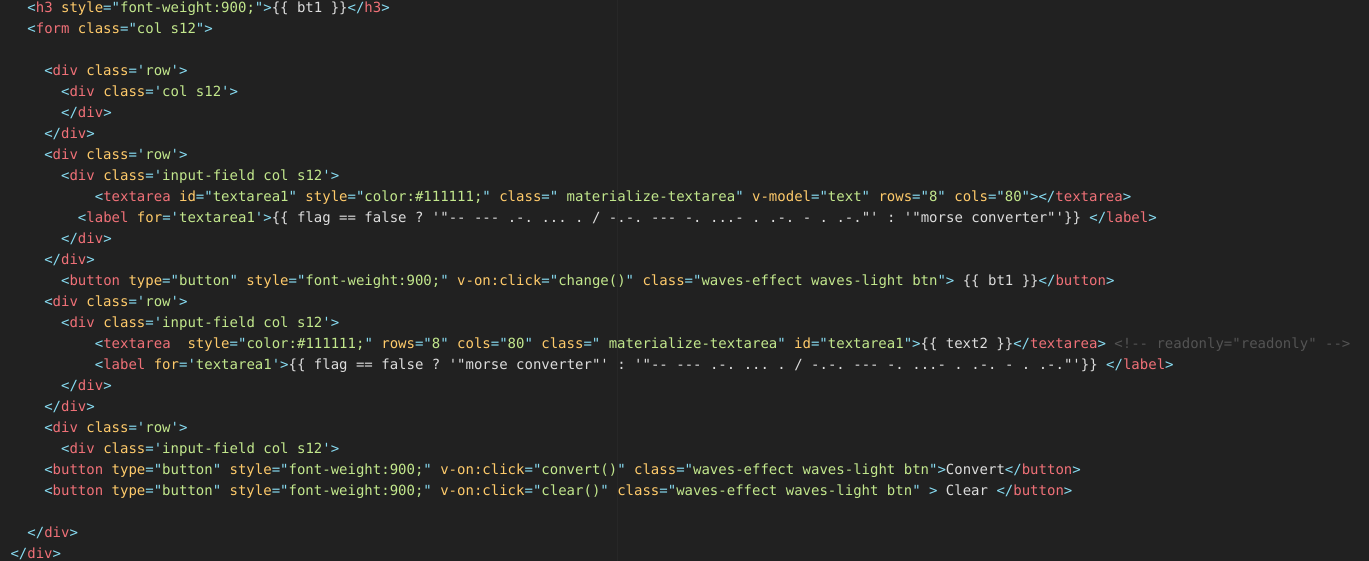 <h3 style="font-weight:900;">{{ bt1 }}</h3>
<form class="col s12">
<div class='row'>
<div class='col s12'>
</div>
</div>
<div class='row'>
<div class='input-field col s12'>
<textarea id="textarea1" style="color:#111111;" class=" materialize-textarea" v-model="text" rows="8" cols="80"></textarea>
<label for='textarea1'>{{ flag == false ? '"-- --- .-. ... . / -.-. --- -. ...- . .-. - . .-."' : '"morse converter"'}} </label>
</div>
</div>
<button type="button" style="font-weight:900;" v-on:click="change()" class="waves-effect waves-light btn"> {{ bt1 }}</button>
<div class='row'>
<div class='input-field col s12'>
<textarea  style="color:#111111;" rows="8" cols="80" class=" materialize-textarea" id="textarea1">{{ text2 }}</textarea> <!-- readonly="readonly" -->
<label for='textarea1'>{{ flag == false ? '"morse converter"' : '"-- --- .-. ... . / -.-. --- -. ...- . .-. - . .-."'}} </label>
</div>
</div>
<div class='row'>
<div class='input-field col s12'>
<button type="button" style="font-weight:900;" v-on:click="convert()" class="waves-effect waves-light btn">Convert</button>
<button type="button" style="font-weight:900;" v-on:click="clear()" class="waves-effect waves-light btn" > Clear </button>
</div>
</div>